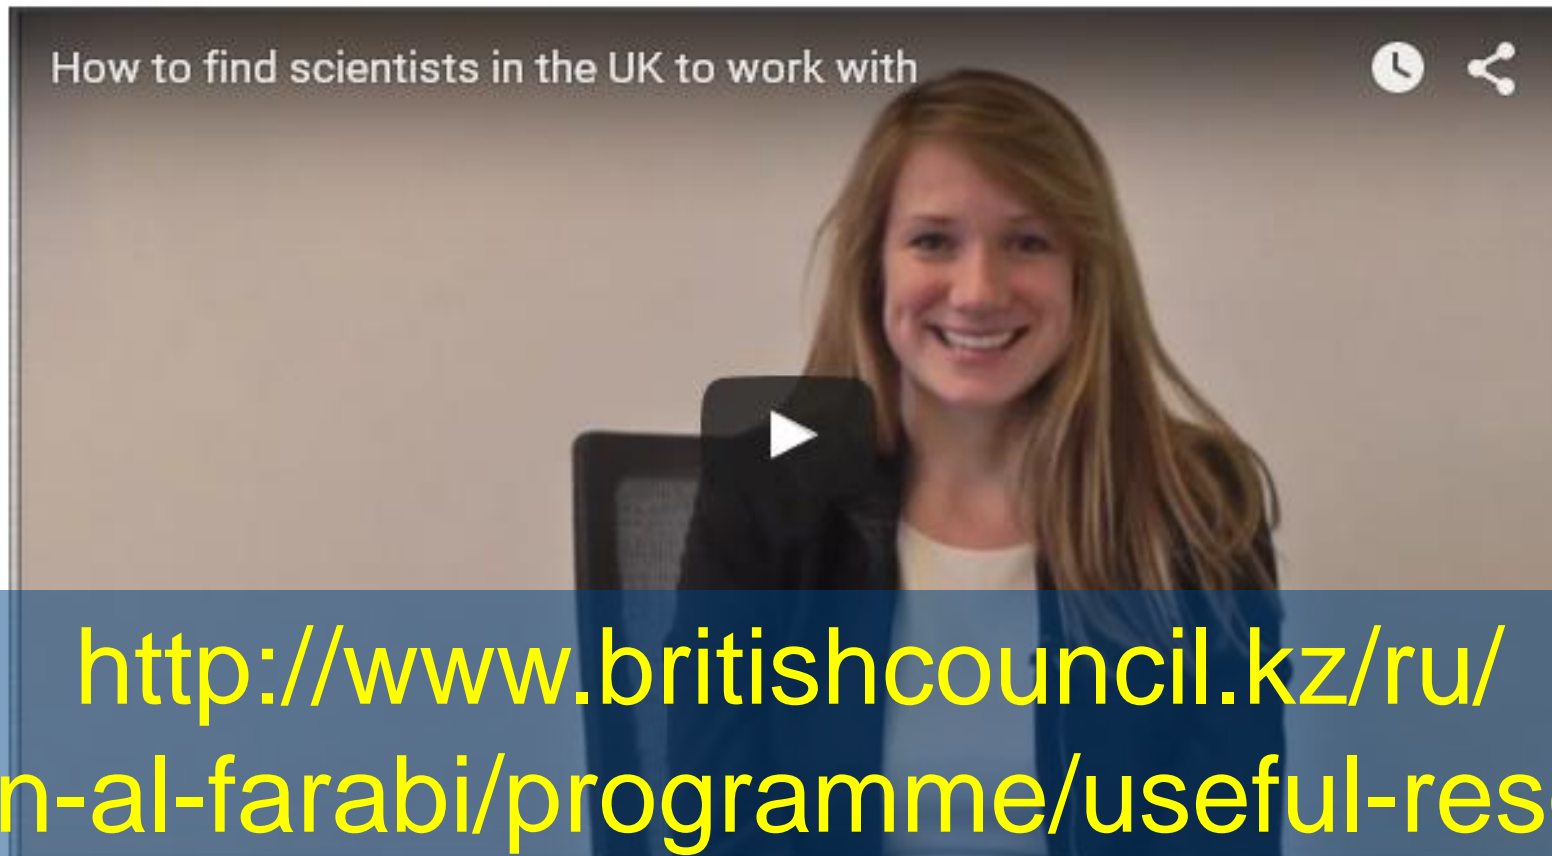 How to find scientists in the UK to work with
http://www.britishcouncil.kz/ru/
n-al-farabi/programme/useful-res